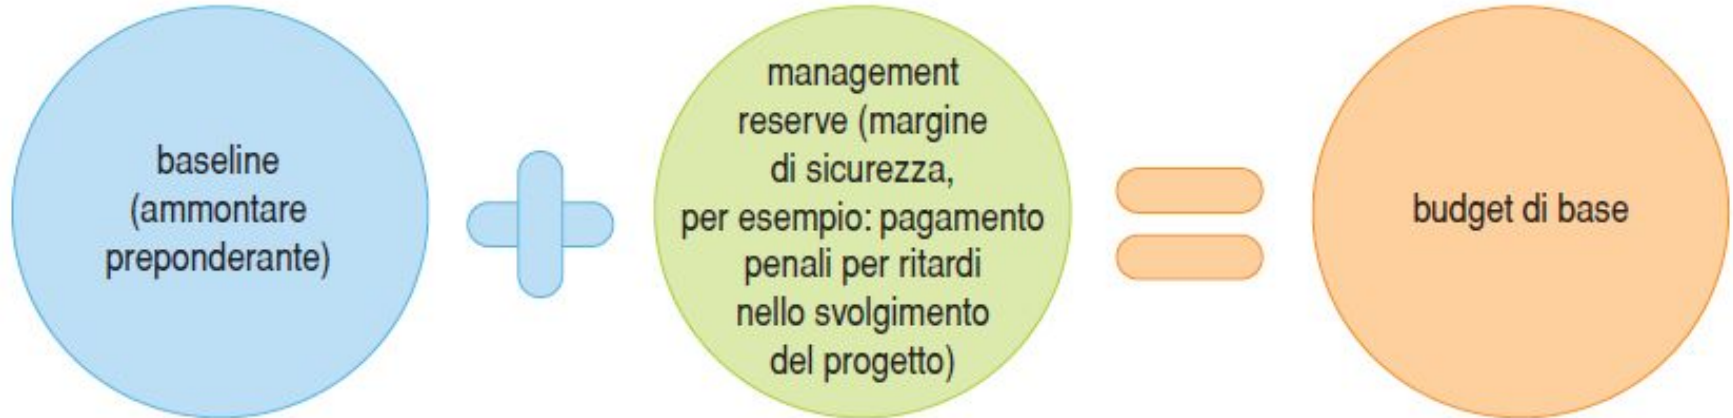 baseline
(ammontare
preponderante)
management
reserve (margine
di sicurezza,
per esempio: pagamento
penali per ritardi
nello svolgimento
del progetto)
budget di base